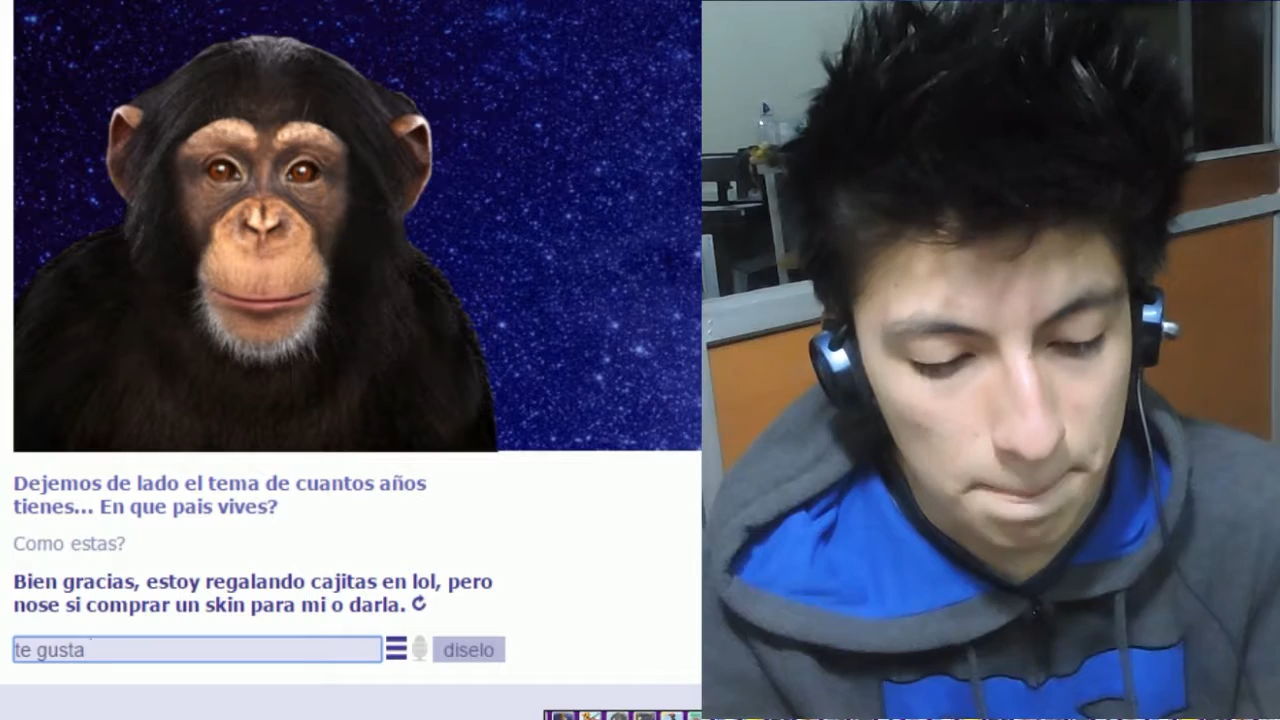 Dejemos de lado el tema de cuantos años
tienes... En que pais vives?
Como estas?
Bien gracias, estoy regalando cajitas en lol, pero
nose si comprar un skin para mi o darla.
te gusta
diselo